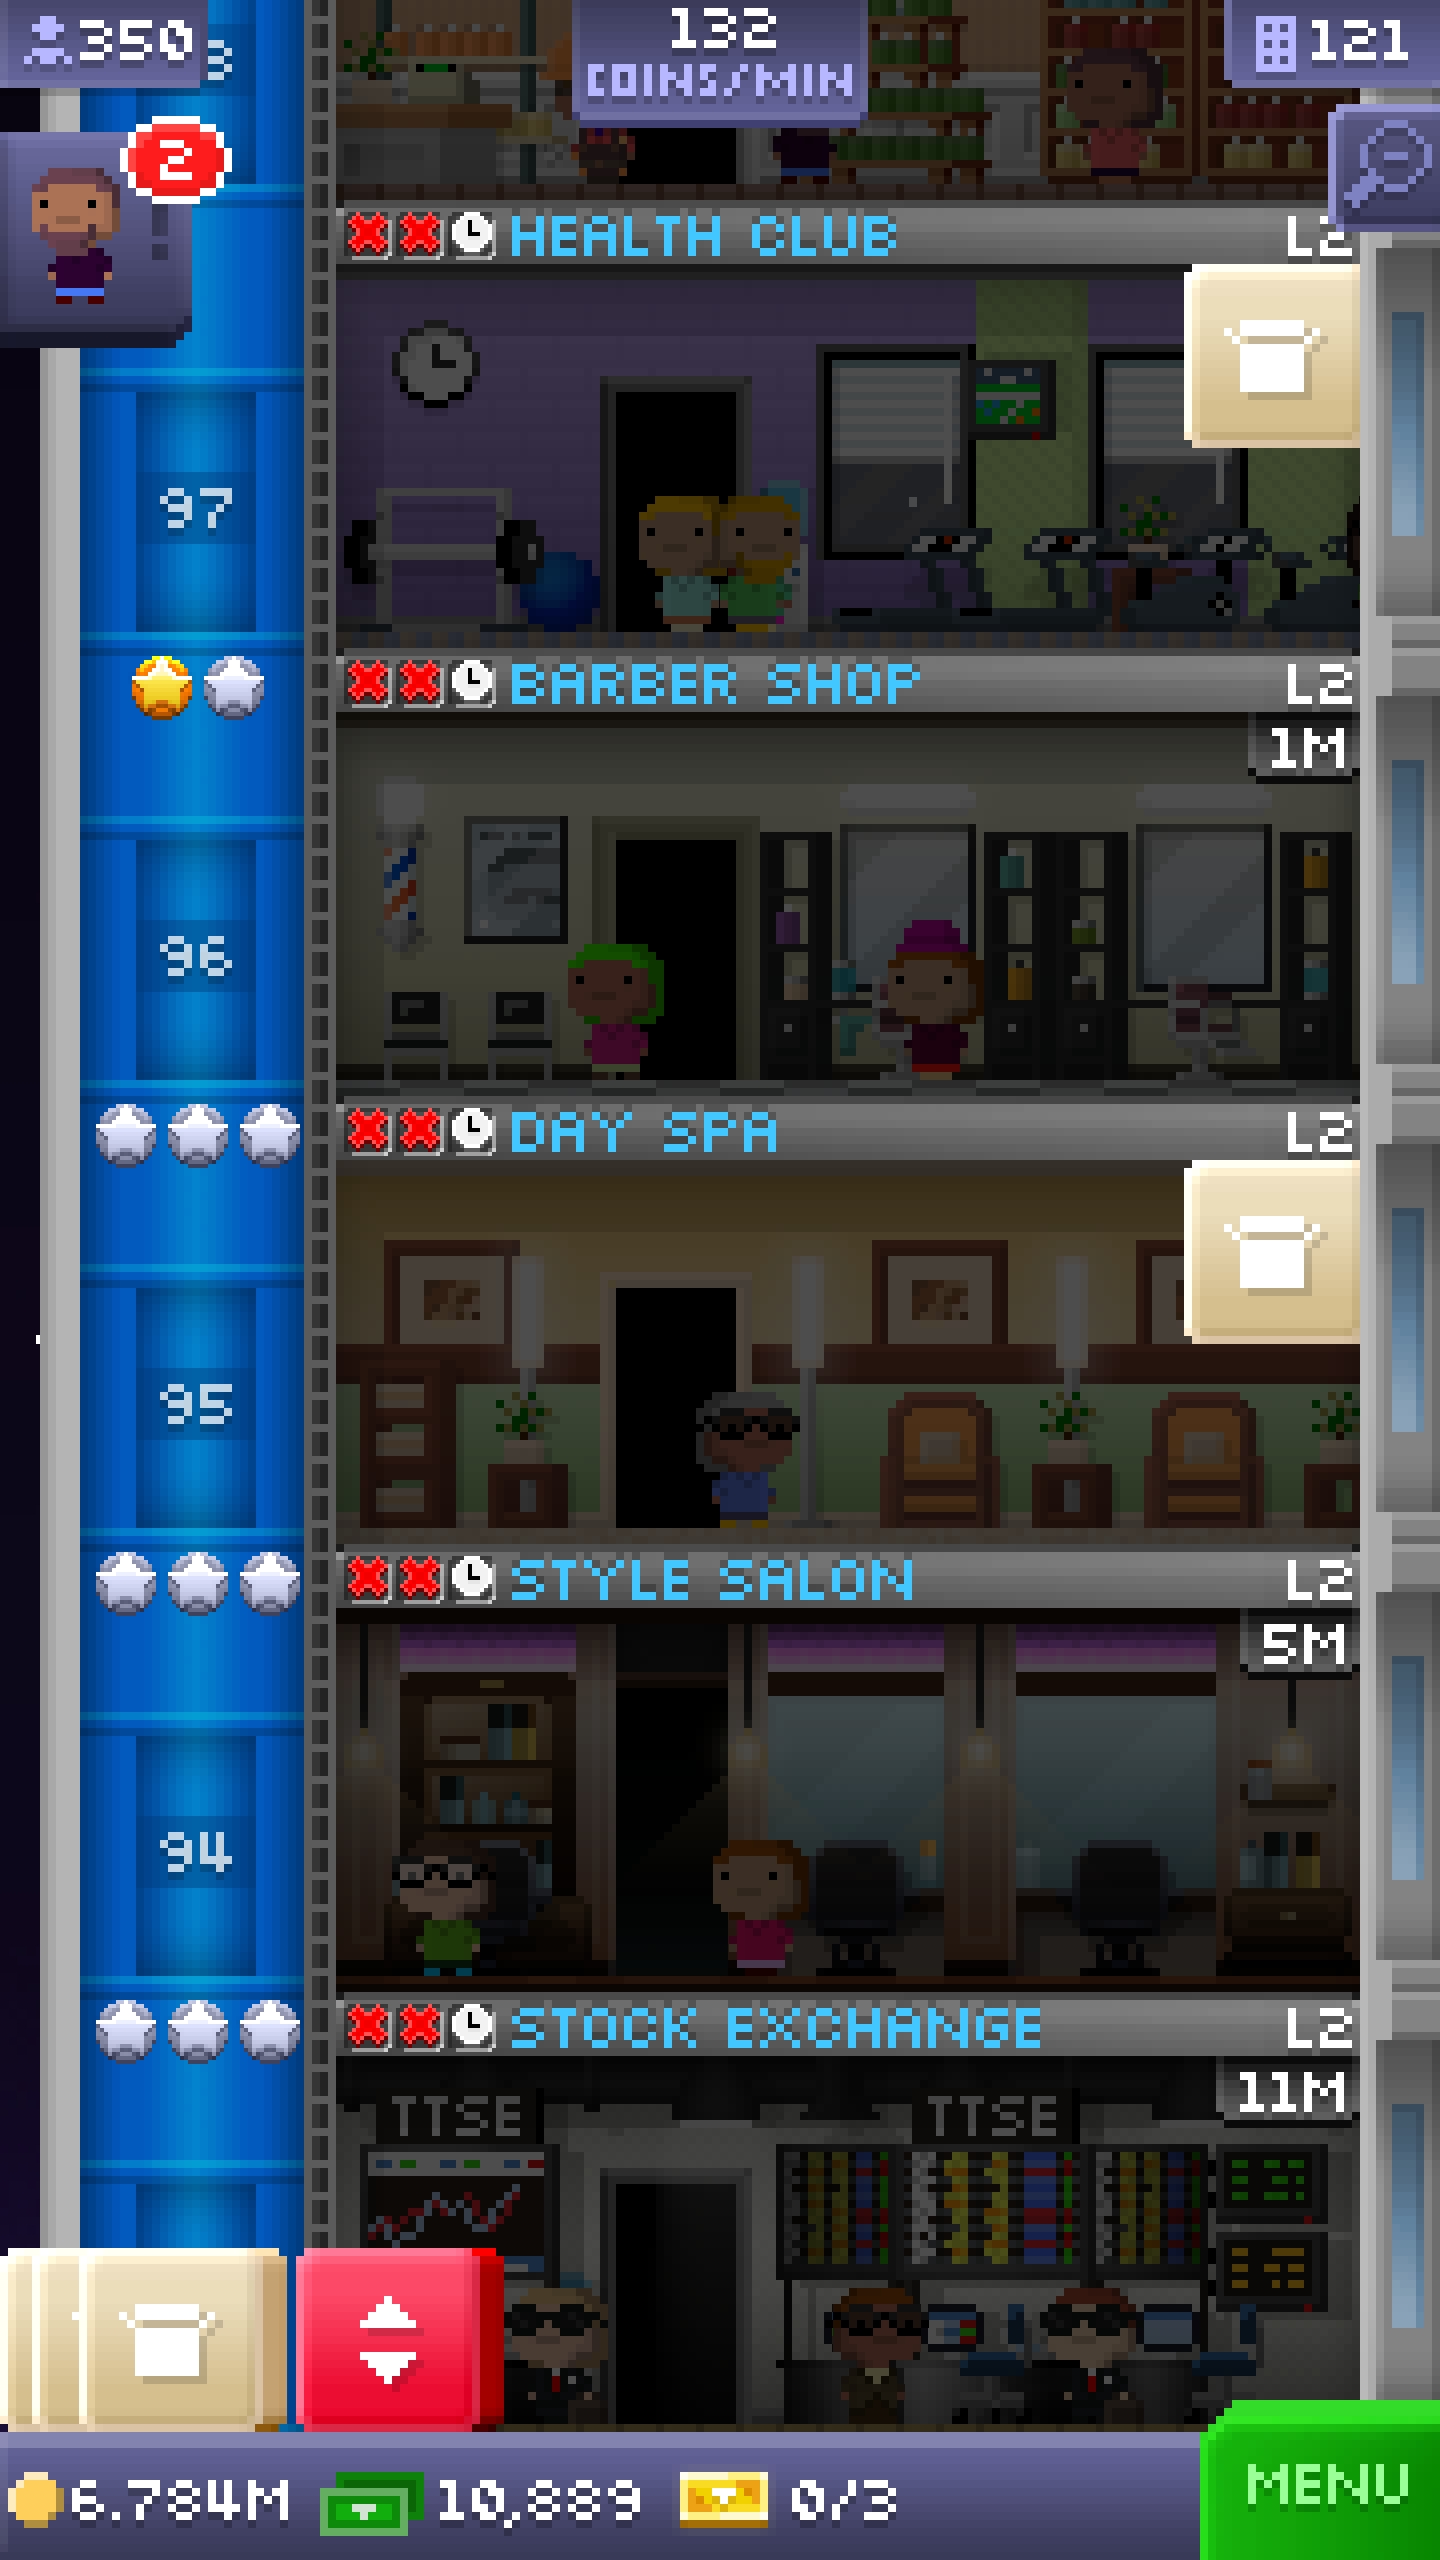 350
132
COINS/MIN
121
2
HEALTH CLUB
L2
97
BARBER SHOP
L2
1M
96
DAY SPA
L2
95
STYLE SALON
L2
5M
94
STOCK EXCHANGE
L2
11M
TTSE
TTSE
6.784M
10,889
0/3
MENU